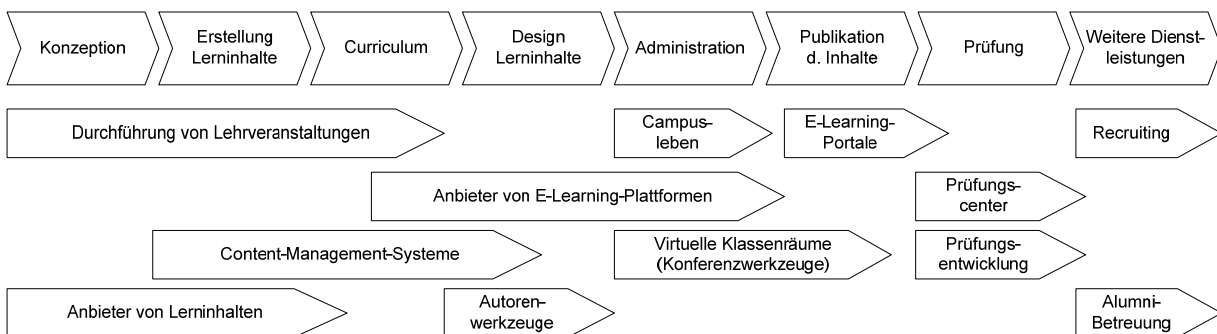 Konzeption
Erstellung
Lerninhalte
Curriculum
Design
Lerninhalte
Administration
Publikation
d. Inhalte
Prüfung
Weitere Dienst-
leistungen
Durchführung von Lehrveranstaltungen
Campus-
leben
E-Learning-
Portale
Recruiting
Anbieter von E-Learning-Plattformen
Prüfungs-
center
Content-Management-Systeme
Virtuelle Klassenräume
(Konferenzwerkzeuge)
Prüfungs-
entwicklung
Anbieter von Lerninhalten
Autoren-
werkzeuge
Alumni-
Betreuung